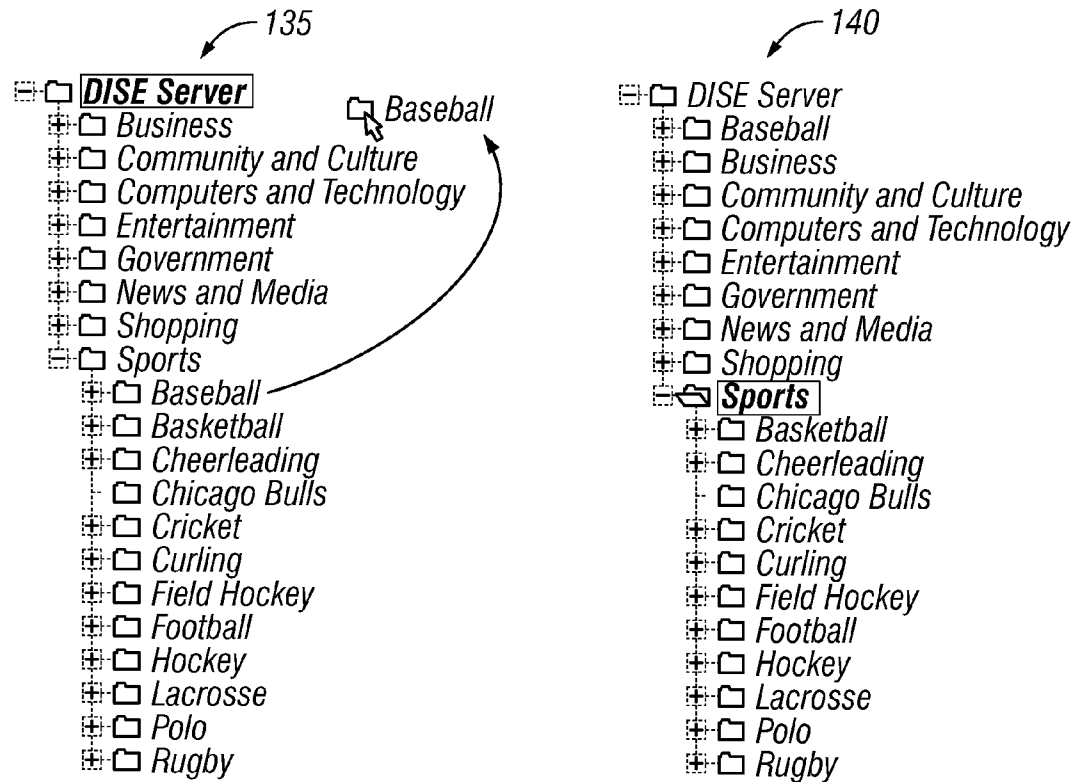 135
DISE Server
Baseball
Business
Community and Culture
Computers and Technology
Entertainment
Government
News and Media
Shopping
Sports
Baseball
Basketball
Cheerleading
Chicago Bulls
Cricket
Curling
Field Hockey
Football
Hockey
Lacrosse
Polo
Rugby
140
DISE Server
Baseball
Business
Community and Culture
Computers and Technology
Entertainment
Government
News and Media
Shopping
Sports
Basketball
Cheerleading
Chicago Bulls
Cricket
Curling
Field Hockey
Football
Hockey
Lacrosse
Polo
Rugby